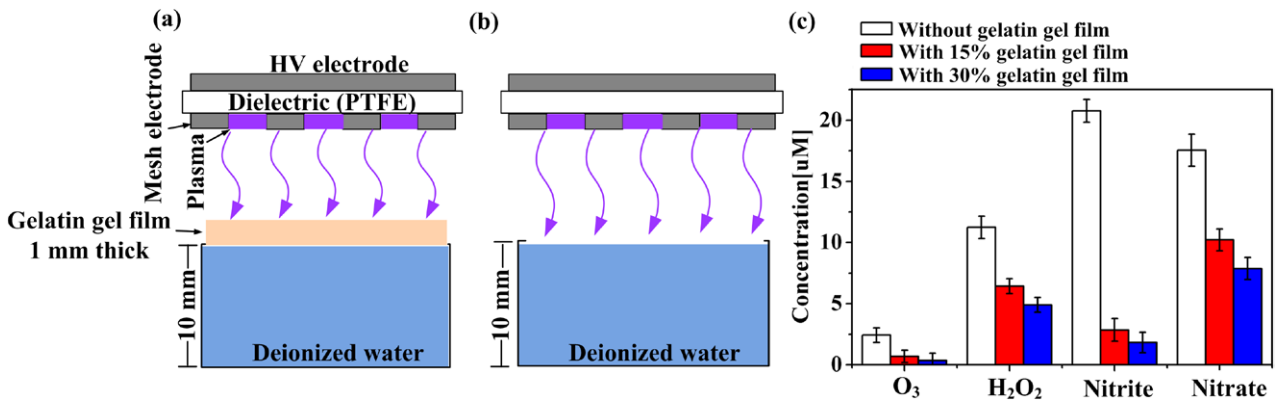 (a)
HV electrode
Dielectric (PTFE)
Mesh electrode
Plasma
Gelatin gel film
1 mm thick
10 mm
Deionized water
(b)
10 mm
Deionized water
(c)
Without gelatin gel film
With 15% gelatin gel film
With 30% gelatin gel film
Concentration[uM]
20
15
10
5
0
O₃
H₂O₂
Nitrite
Nitrate